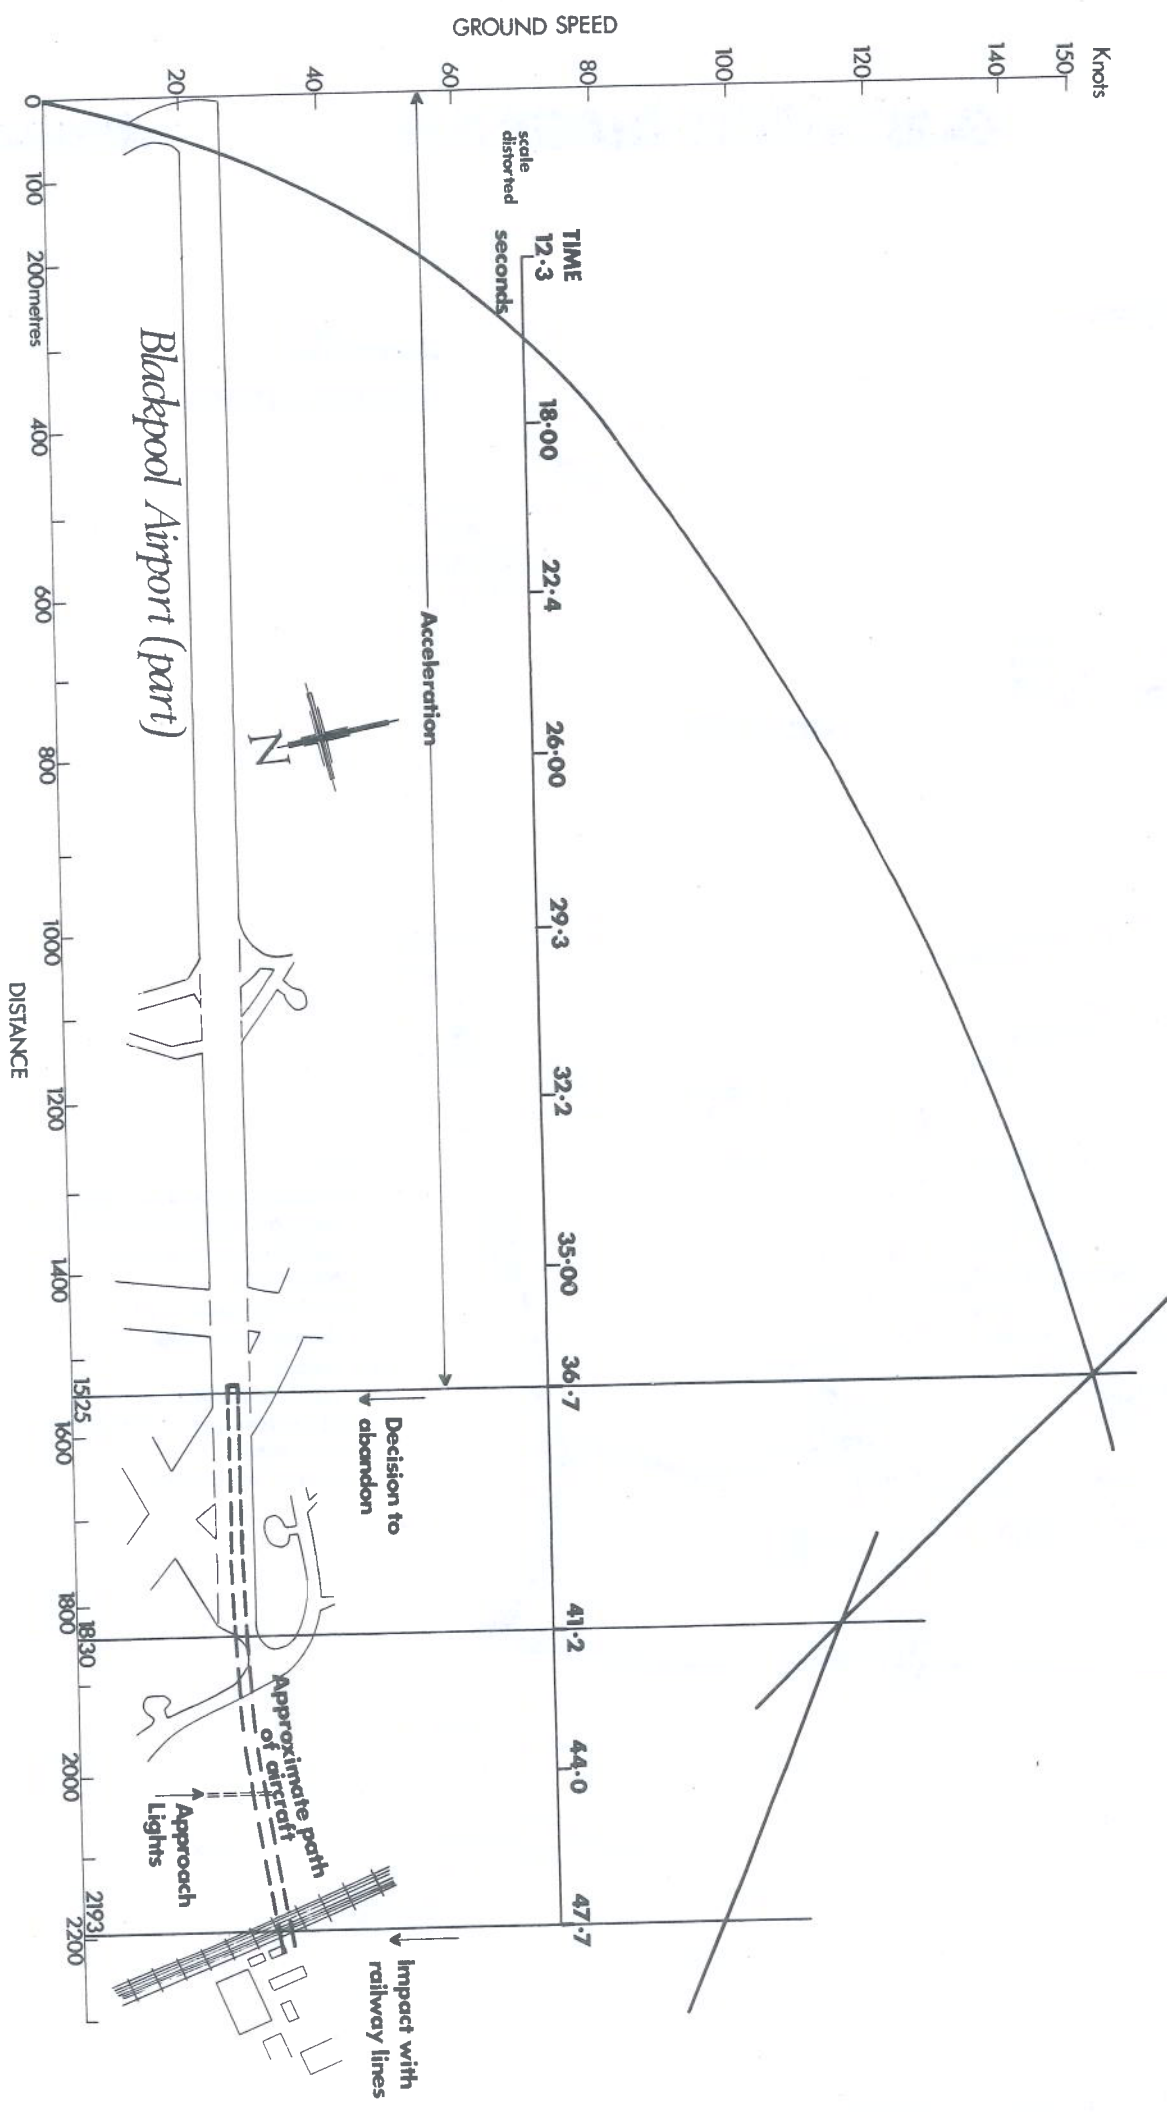 GROUND SPEED
Knots
150
140
120
100
80
60
40
20
0
scale
distorted
TIME
seconds
12·3
18·00
22·4
26·00
29·3
32·2
35·00
36·7
41·2
44·0
47·7
Acceleration
Decision to
abandon
Impact with
railway lines
N
Blackpool Airport (part)
Approximate path
of aircraft
Approach
Lights
0
100
200metres
400
600
800
1000
1200
1400
1525
1600
1800
1830
2000
2193
2200
DISTANCE